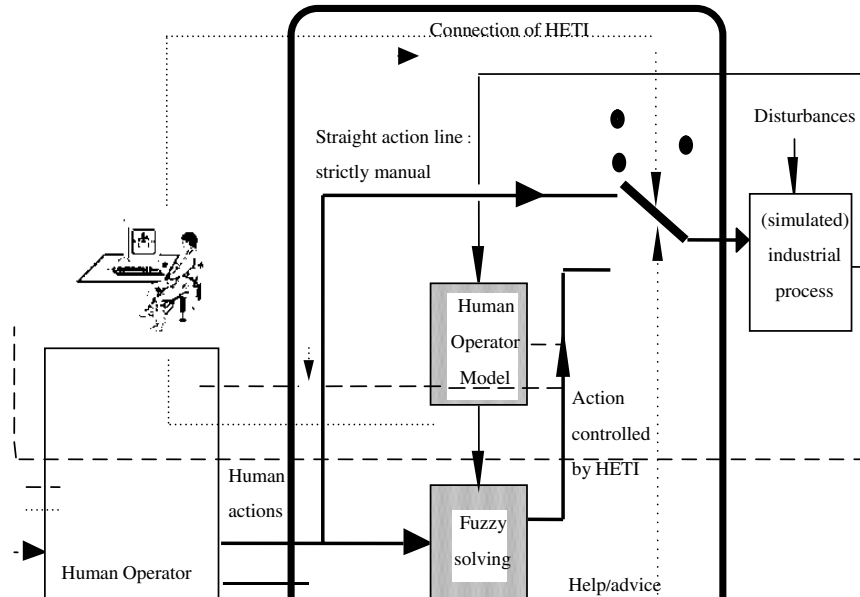 Connection of HETI
Straight action line :
strictly manual
Disturbances
(simulated)
industrial
process
Human
Operator
Model
Action
controlled
by HETI
Human
actions
Fuzzy
solving
Human Operator
Help/advice